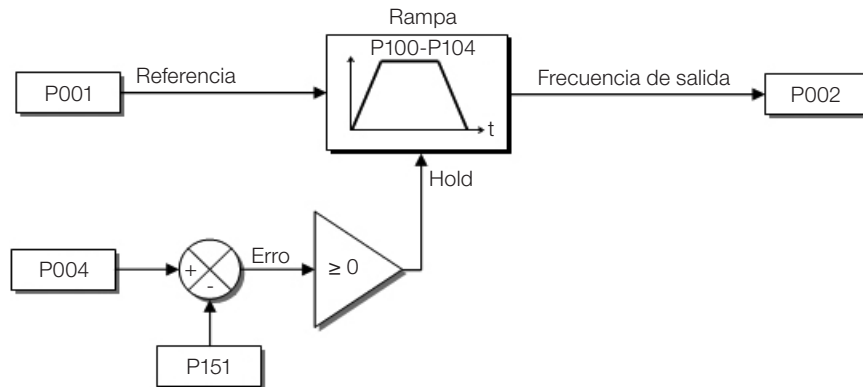 Rampa
P100-P104
P001
Referencia
t
Frecuencia de salida
P002
Hold
P004
+
-
Erro
≥ 0
P151